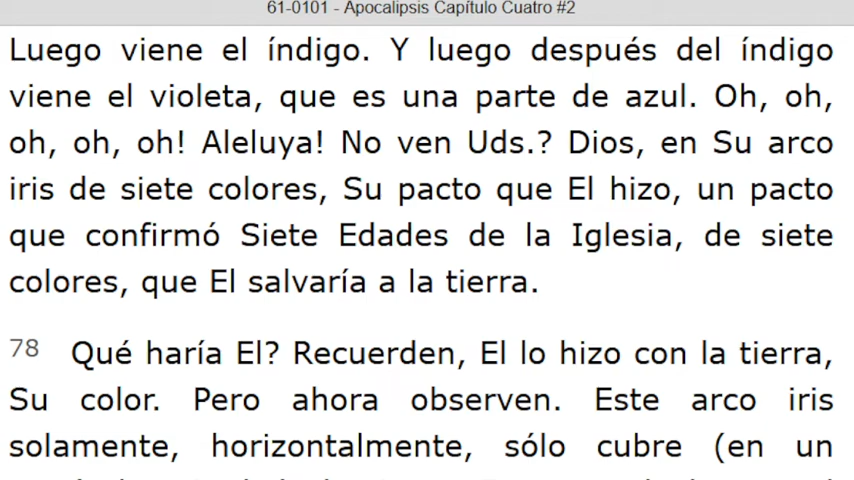 61-0101 - Apocalipsis Capítulo Cuatro #2
Luego viene el índigo. Y luego después del índigo
viene el violeta, que es una parte de azul. Oh, oh,
oh, oh, oh! Aleluya! No ven Uds.? Dios, en Su arco
iris de siete colores, Su pacto que El hizo, un pacto
que confirmó Siete Edades de la Iglesia, de siete
colores, que El salvaría a la tierra.
78 Qué haría El? Recuerden, El lo hizo con la tierra,
Su color. Pero ahora observen. Este arco iris
solamente, horizontalmente, sólo cubre (en un